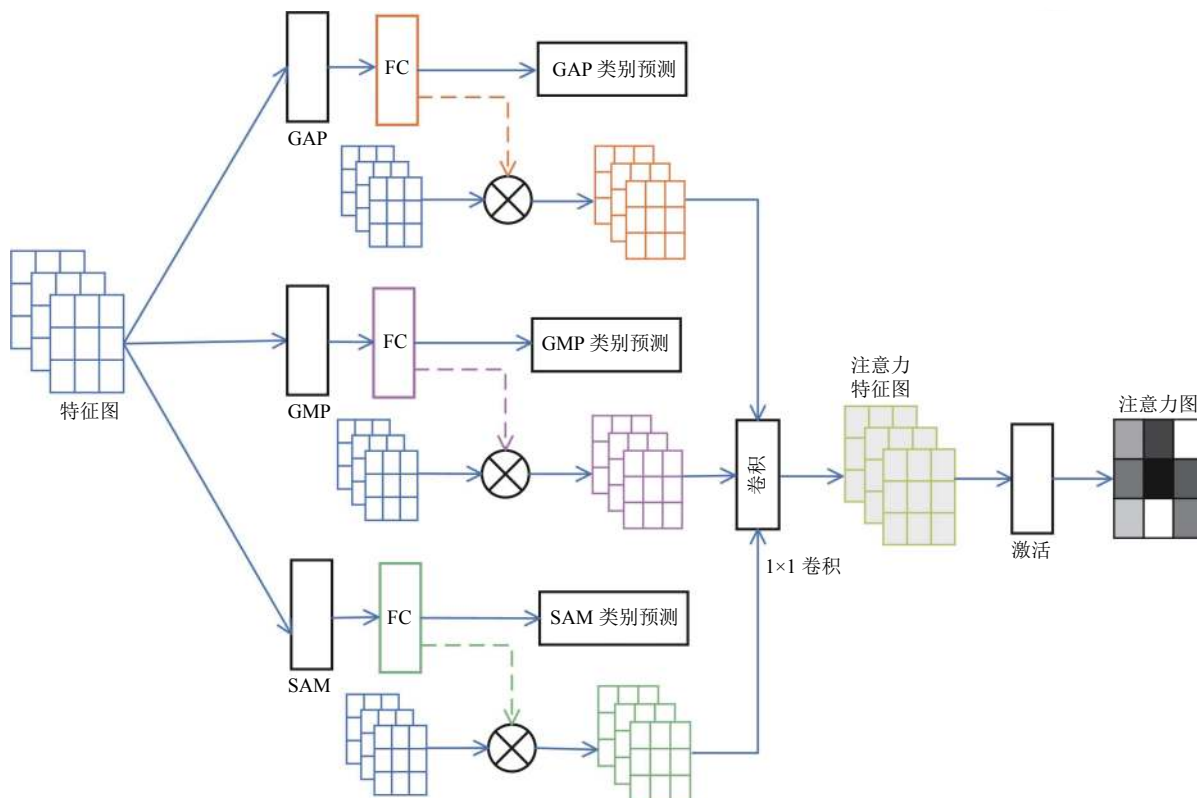 FC
GAP 类别预测
GAP
特征图
FC
GMP 类别预测
GMP
注意力
特征图
注意力图
卷积
激活
1×1 卷积
FC
SAM 类别预测
SAM